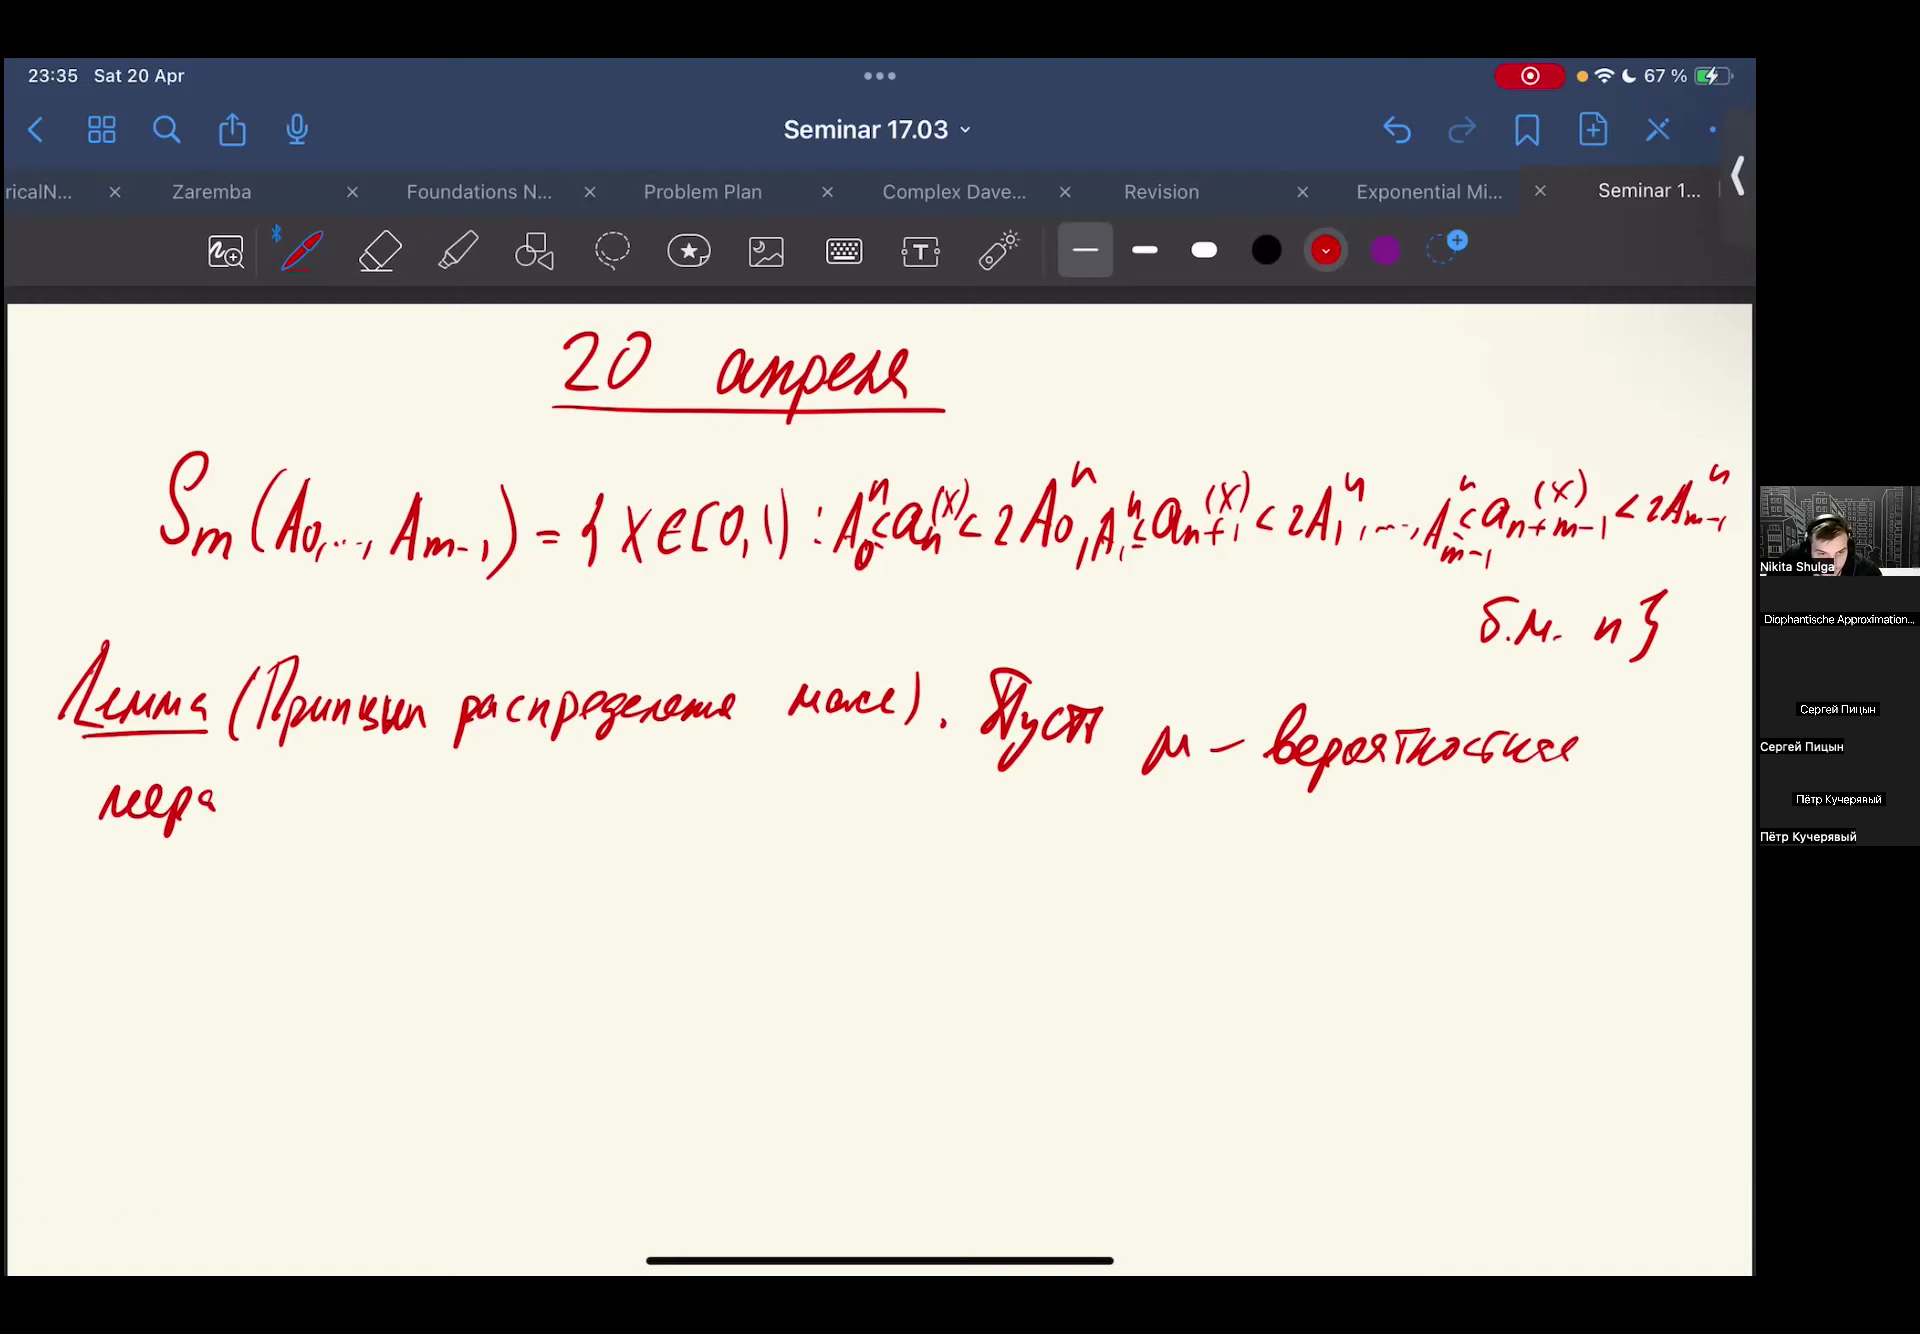 23:35 Sat 20 Apr
67 %
Seminar 17.03
ricalN...
Zaremba
Foundations N...
Problem Plan
Complex Dave...
Revision
Exponential Mi...
Seminar 1...
20 апреля
S_m (A_0,..., A_{m-1}) = { x ∈ [0,1) : A_0^n ≤ a_n(x) < 2A_0^n, A_1^n ≤ a_{n+1}(x) < 2A_1^n, ..., A_{m-1}^n ≤ a_{n+m-1}(x) < 2A_{m-1}^n
б.м. n}
Лемма (Принцип распределения масс). Пусть μ – вероятностная
мера
Nikita Shulga
Diophantische Approximation...
Сергей Пицын
Сергей Пицын
Пётр Кучерявый
Пётр Кучерявый